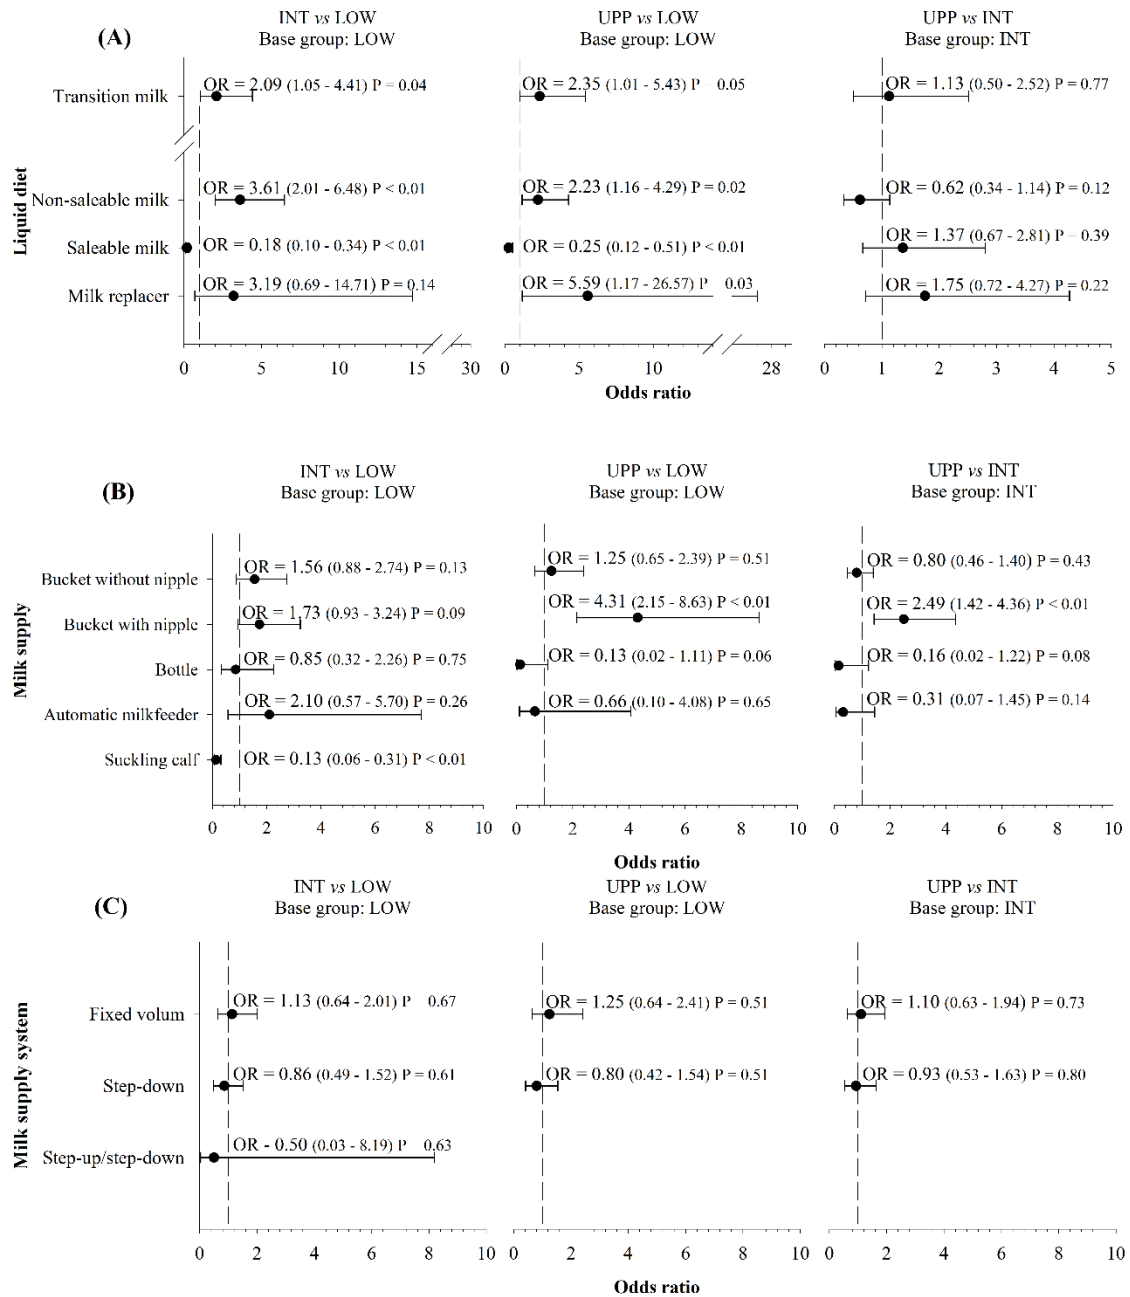 (A)
INT vs LOW
Base group: LOW
UPP vs LOW
Base group: LOW
UPP vs INT
Base group: INT
Liquid diet
Transition milk
OR = 2.09 (1.05 - 4.41) P = 0.04
OR = 2.35 (1.01 - 5.43) P = 0.05
OR = 1.13 (0.50 - 2.52) P = 0.77
Non-saleable milk
OR = 3.61 (2.01 - 6.48) P < 0.01
OR = 2.23 (1.16 - 4.29) P = 0.02
OR = 0.62 (0.34 - 1.14) P = 0.12
Saleable milk
OR = 0.18 (0.10 - 0.34) P < 0.01
OR = 0.25 (0.12 - 0.51) P < 0.01
OR = 1.37 (0.67 - 2.81) P = 0.39
Milk replacer
OR = 3.19 (0.69 - 14.71) P = 0.14
OR = 5.59 (1.17 - 26.57) P = 0.03
OR = 1.75 (0.72 - 4.27) P = 0.22
0 5 10 15 30
0 5 10 28
0 1 2 3 4 5
Odds ratio
(B)
INT vs LOW
Base group: LOW
UPP vs LOW
Base group: LOW
UPP vs INT
Base group: INT
Milk supply
Bucket without nipple
OR = 1.56 (0.88 - 2.74) P = 0.13
OR = 1.25 (0.65 - 2.39) P = 0.51
OR = 0.80 (0.46 - 1.40) P = 0.43
Bucket with nipple
OR = 1.73 (0.93 - 3.24) P = 0.09
OR = 4.31 (2.15 - 8.63) P < 0.01
OR = 2.49 (1.42 - 4.36) P < 0.01
Bottle
OR = 0.85 (0.32 - 2.26) P = 0.75
OR = 0.13 (0.02 - 1.11) P = 0.06
OR = 0.16 (0.02 - 1.22) P = 0.08
Automatic milkfeeder
OR = 2.10 (0.57 - 5.70) P = 0.26
OR = 0.66 (0.10 - 4.08) P = 0.65
OR = 0.31 (0.07 - 1.45) P = 0.14
Suckling calf
OR = 0.13 (0.06 - 0.31) P < 0.01
0 2 4 6 8 10
0 2 4 6 8 10
0 2 4 6 8 10
Odds ratio
(C)
INT vs LOW
Base group: LOW
UPP vs LOW
Base group: LOW
UPP vs INT
Base group: INT
Milk supply system
Fixed volum
OR = 1.13 (0.64 - 2.01) P = 0.67
OR = 1.25 (0.64 - 2.41) P = 0.51
OR = 1.10 (0.63 - 1.94) P = 0.73
Step-down
OR = 0.86 (0.49 - 1.52) P = 0.61
OR = 0.80 (0.42 - 1.54) P = 0.51
OR = 0.93 (0.53 - 1.63) P = 0.80
Step-up/step-down
OR = 0.50 (0.03 - 8.19) P = 0.63
0 2 4 6 8 10
0 2 4 6 8 10
0 2 4 6 8 10
Odds ratio